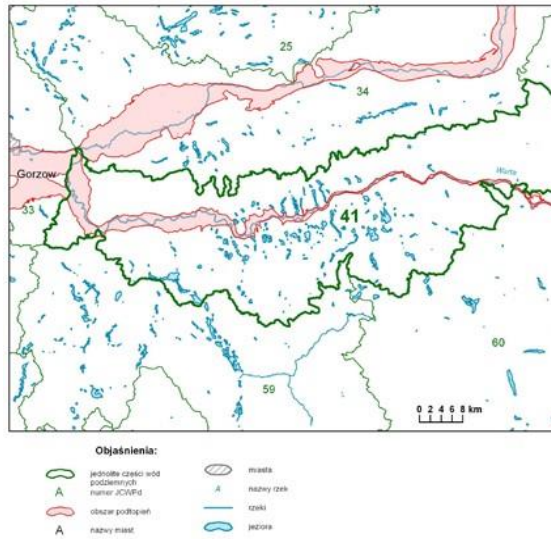 25
34
Gorzow
Warta
33
41
60
59
0 2 4 6 8 km
Objaśnienia:
jednolite części wód
podziemnych
A numer JCWPd
obszar podtopień
A nazwy miast
miasta
A nazwy rzek
rzeki
jeziora